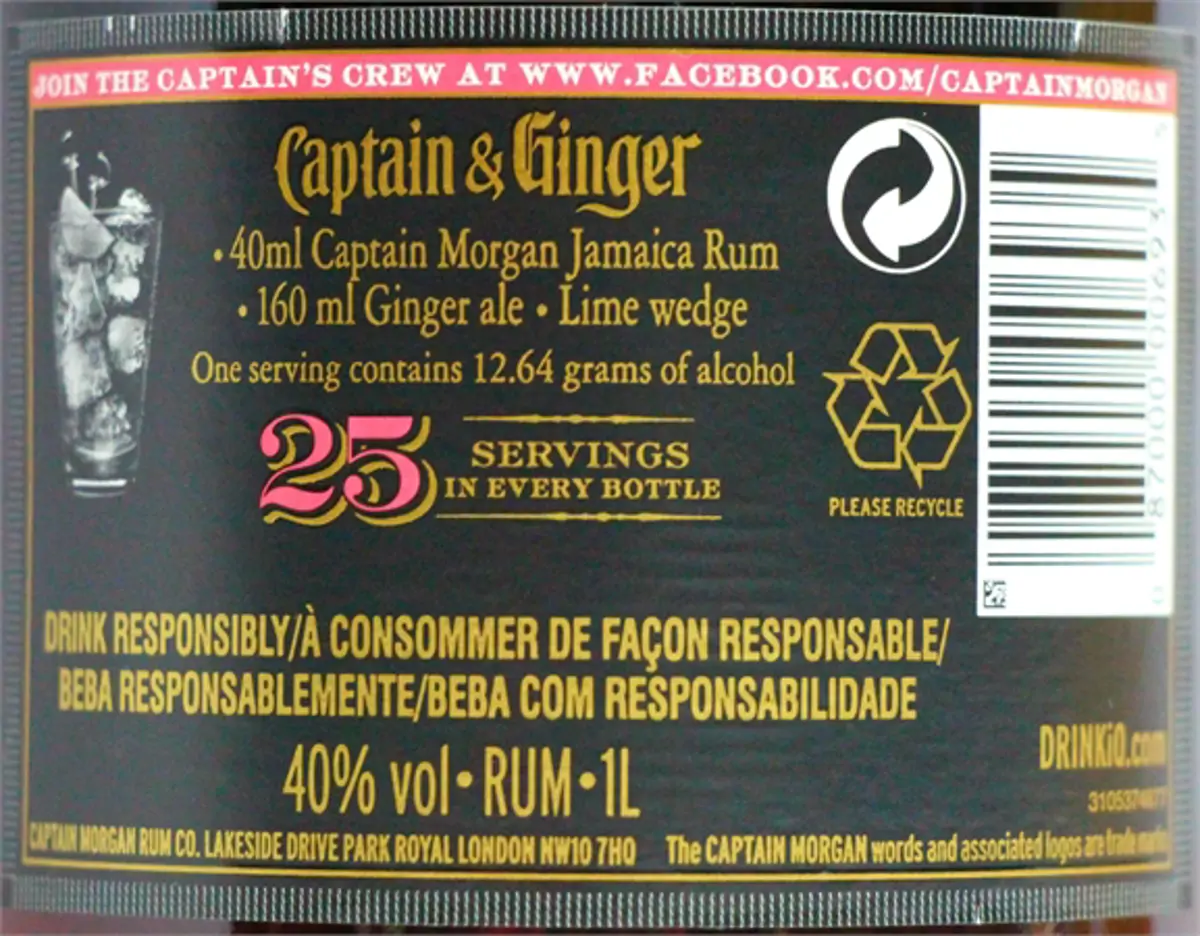 JOIN THE CAPTAIN'S CREW AT WWW.FACEBOOK.COM/CAPTAINMORGAN
Captain & Ginger
• 40ml Captain Morgan Jamaica Rum
• 160 ml Ginger ale • Lime wedge
One serving contains 12.64 grams of alcohol
25 SERVINGS
IN EVERY BOTTLE
PLEASE RECYCLE
DRINK RESPONSIBLY/À CONSOMMER DE FAÇON RESPONSABLE/
BEBA RESPONSABLEMENTE/BEBA COM RESPONSABILIDADE
40% vol • RUM • 1L
DRINKiQ.com
CAPTAIN MORGAN RUM CO. LAKESIDE DRIVE PARK ROYAL LONDON NW10 7HQ
The CAPTAIN MORGAN words and associated logos are trade